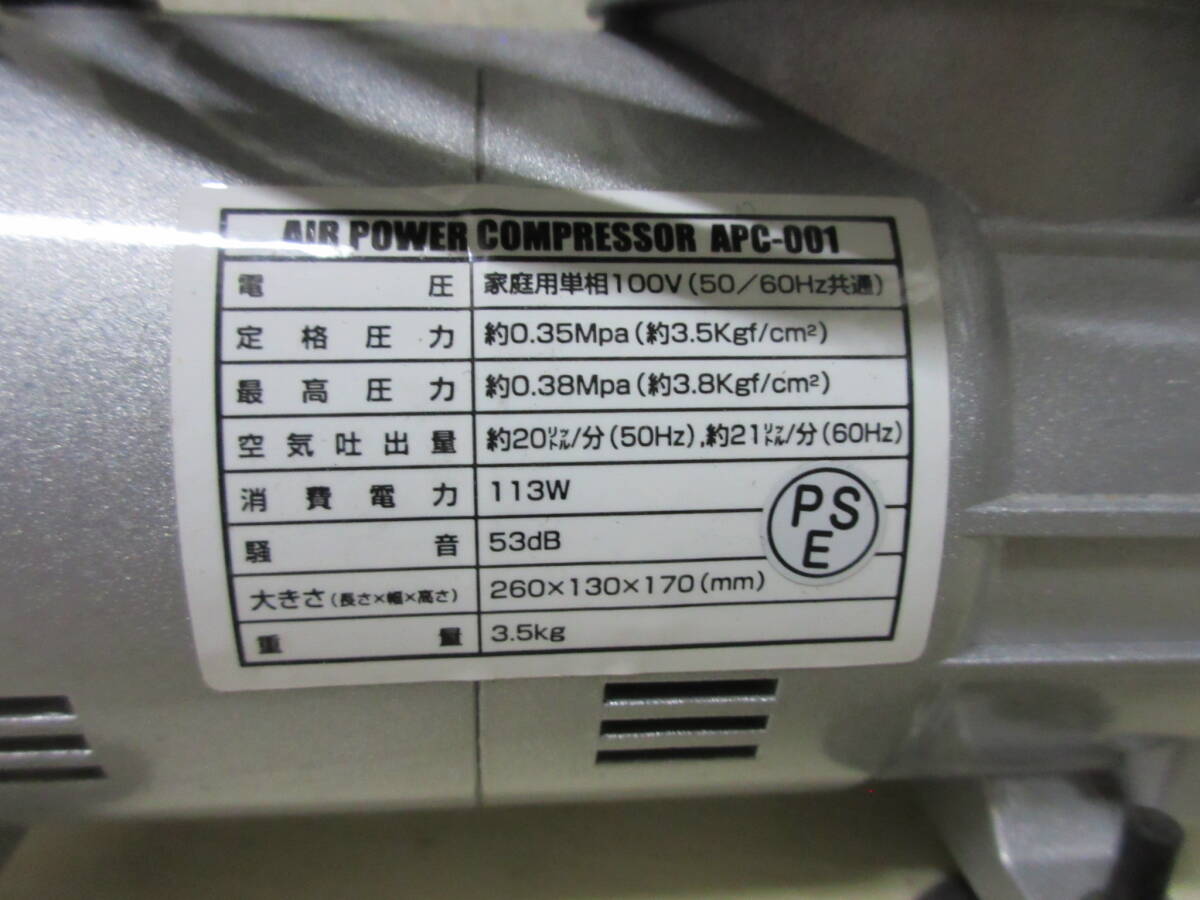 AIR POWER COMPRESSOR APC-001
電圧 家庭用単相100V(50/60Hz共通)
定格圧力 約0.35Mpa(約3.5Kgf/cm²)
最高圧力 約0.38Mpa(約3.8Kgf/cm²)
空気吐出量 約20㍑/分(50Hz),約21㍑/分(60Hz)
消費電力 113W
騒音 53dB
大きさ(長さ×幅×高さ) 260×130×170(mm)
重量 3.5kg
PS
E